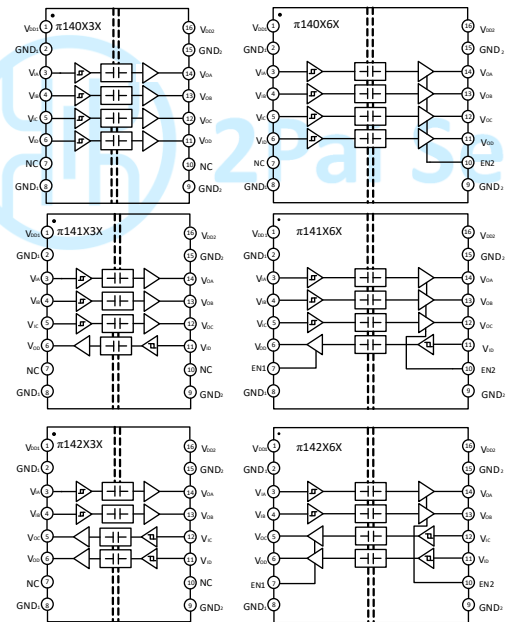 π140X3X
VDD1 1 16 VDD2
GND1 2 15 GND2
VIA 3 14 VOA
VIB 4 13 VOB
VIC 5 12 VOC
VID 6 11 VOD
NC 7 10 NC
GND1 8 9 GND2
π140X6X
VDD1 1 16 VDD2
GND1 2 15 GND2
VIA 3 14 VOA
VIB 4 13 VOB
VIC 5 12 VOC
VID 6 11 VOD
NC 7 10 EN2
GND1 8 9 GND2
2Pai Se
π141X3X
VDD1 1 16 VDD2
GND1 2 15 GND2
VIA 3 14 VOA
VIB 4 13 VOB
VIC 5 12 VOC
VOD 6 11 VID
NC 7 10 NC
GND1 8 9 GND2
π141X6X
VDD1 1 16 VDD2
GND1 2 15 GND2
VIA 3 14 VOA
VIB 4 13 VOB
VIC 5 12 VOC
VOD 6 11 VID
EN1 7 10 EN2
GND1 8 9 GND2
π142X3X
VDD1 1 16 VDD2
GND1 2 15 GND2
VIA 3 14 VOA
VIB 4 13 VOB
VOC 5 12 VIC
VOD 6 11 VID
NC 7 10 NC
GND1 8 9 GND2
π142X6X
VDD1 1 16 VDD2
GND1 2 15 GND2
VIA 3 14 VOA
VIB 4 13 VOB
VOC 5 12 VIC
VOD 6 11 VID
EN1 7 10 EN2
GND1 8 9 GND2